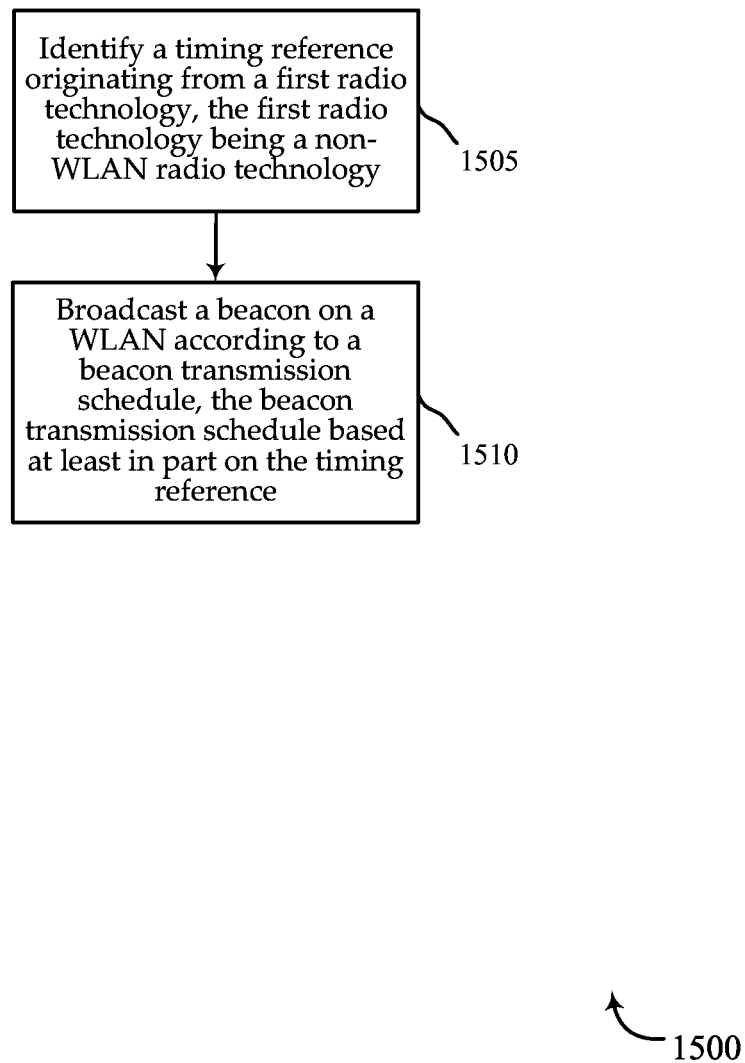 Identify a timing reference
originating from a first radio
technology, the first radio
technology being a non-
WLAN radio technology
1505
Broadcast a beacon on a
WLAN according to a
beacon transmission
schedule, the beacon
transmission schedule based
at least in part on the timing
reference
1510
1500